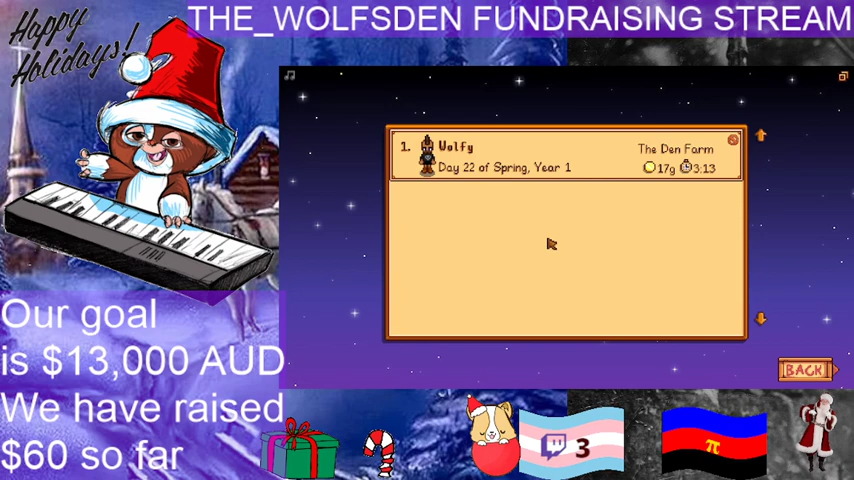 THE_WOLFSDEN FUNDRAISING STREAM
Happy
Holidays!
1. Wolfy
The Den Farm
Day 22 of Spring, Year 1
17g 3:13
BACK
Our goal
is $13,000 AUD
We have raised
$60 so far
3
π